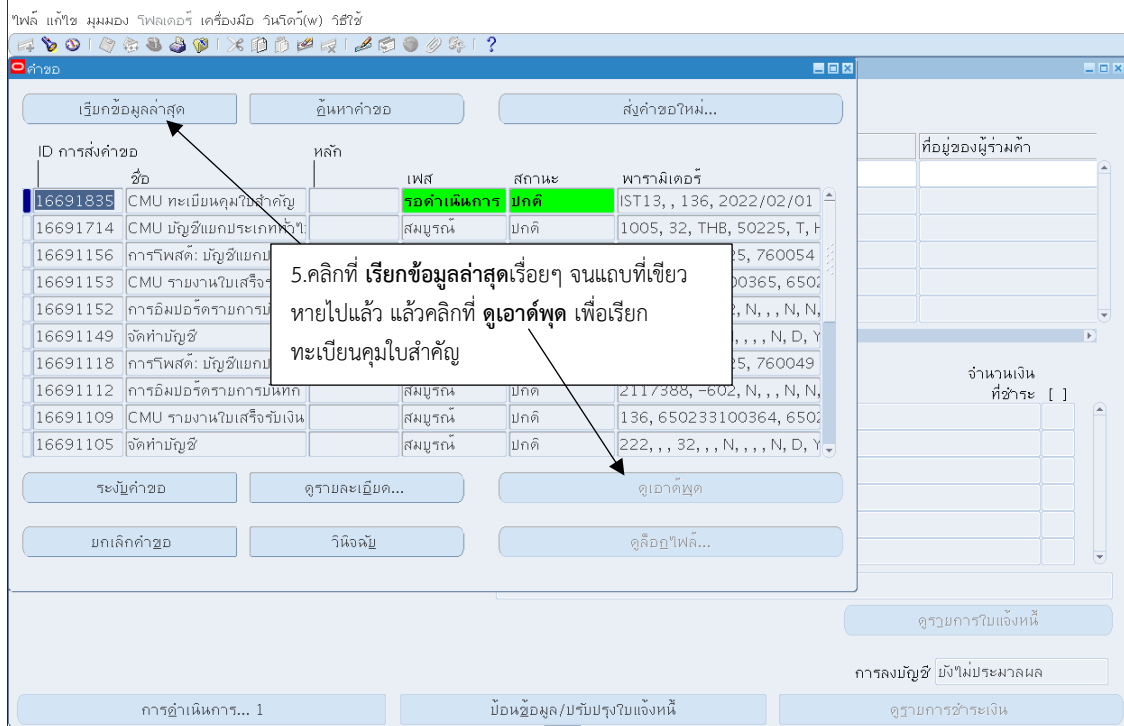 ไฟล์ แก้ไข มุมมอง โฟลเดอร์ เครื่องมือ วินโดว์(w) วิธีใช้
คำขอ
เรียกข้อมูลล่าสุด ค้นหาคำขอ ส่งคำขอใหม่...
ID การส่งคำขอ หลัก ที่อยู่ของผู้ร่วมค้า
ชื่อ เฟส สถานะ พารามิเตอร์
16691835 CMU ทะเบียนคุมใบสำคัญ รอดำเนินการ ปกติ IST13, , 136, 2022/02/01
16691714 CMU บัญชีแยกประเภททั่วไ: สมบูรณ์ ปกติ 1005, 32, THB, 50225, T, H
16691156 การโพสต์: บัญชีแยกป 25, 760054
16691153 CMU รายงานใบเสร็จร 00365, 6502
16691152 การอิมปอร์ตรายการบั , N, , , N, N,
16691149 จัดทำบัญชี , , , , N, D, Y
16691118 การโพสต์: บัญชีแยกป 25, 760049
16691112 การอิมปอร์ตรายการบันทึก สมบูรณ์ ปกติ 2117388, -602, N, , , N, N,
16691109 CMU รายงานใบเสร็จรับเงิน สมบูรณ์ ปกติ 136, 650233100364, 6502
16691105 จัดทำบัญชี สมบูรณ์ ปกติ 222, , , 32, , , N, , , , N, D, Y
5.คลิกที่ เรียกข้อมูลล่าสุดเรื่อยๆ จนแถบที่เขียว
หายไปแล้ว แล้วคลิกที่ ดูเอาต์พุด เพื่อเรียก
ทะเบียนคุมใบสำคัญ
จำนวนเงิน
ที่ชำระ [ ]
ระงับคำขอ ดูรายละเอียด... ดูเอาต์พุต
ยกเลิกคำขอ วินิจฉัย ดูล็อกไฟล์...
ดูรายการใบแจ้งหนี้
การลงบัญชี ยังไม่ประมวลผล
การดำเนินการ... 1 ป้อนข้อมูล/ปรับปรุงใบแจ้งหนี้ ดูรายการชำระเงิน